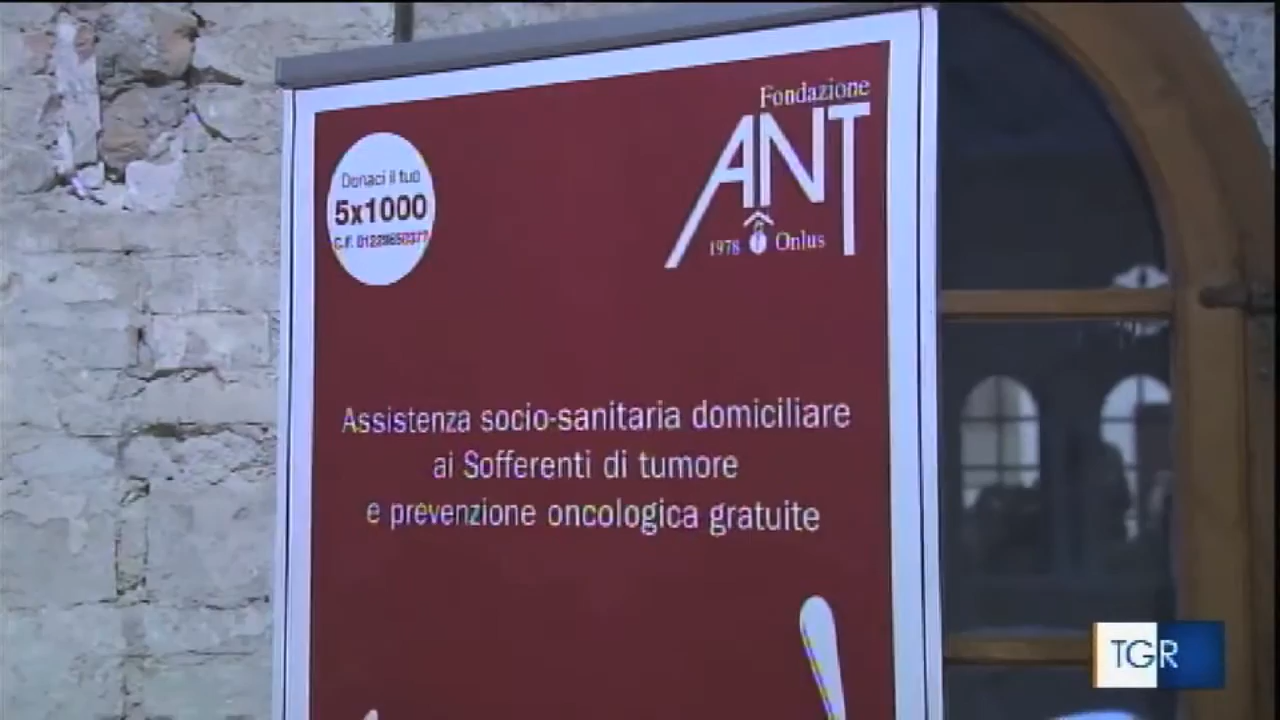 Donaci il tuo
5x1000
C.F. 01229650377
Fondazione
ANT
1978 Onlus
Assistenza socio-sanitaria domiciliare
ai Sofferenti di tumore
e prevenzione oncologica gratuite
TGR